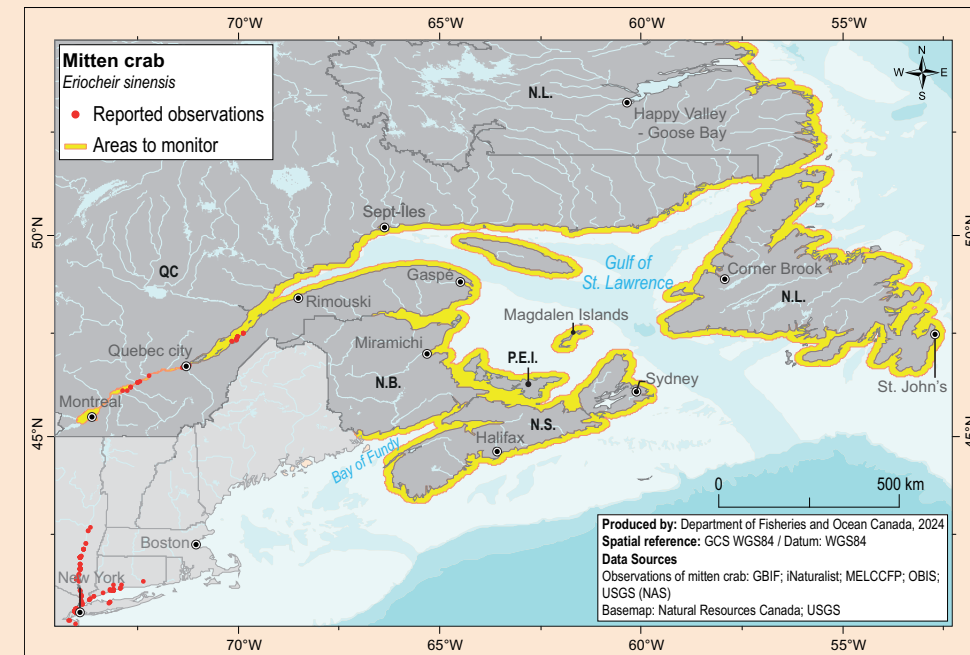 70°W 65°W 60°W 55°W
Mitten crab
Eriocheir sinensis
Reported observations
Areas to monitor
N
W E
S
N.L.
Happy Valley
- Goose Bay
Sept-Îles
50°N
50°N
QC
Gaspé
Gulf of
St. Lawrence
Corner Brook
N.L.
Rimouski
Magdalen Islands
Quebec city
Miramichi
P.E.I.
N.B.
Sydney
St. John's
Montreal
45°N
45°N
N.S.
Halifax
Bay of Fundy
0 500 km
Boston
New York
Produced by: Department of Fisheries and Ocean Canada, 2024
Spatial reference: GCS WGS84 / Datum: WGS84
Data Sources
Observations of mitten crab: GBIF; iNaturalist; MELCCFP; OBIS;
USGS (NAS)
Basemap: Natural Resources Canada; USGS
70°W 65°W 60°W 55°W